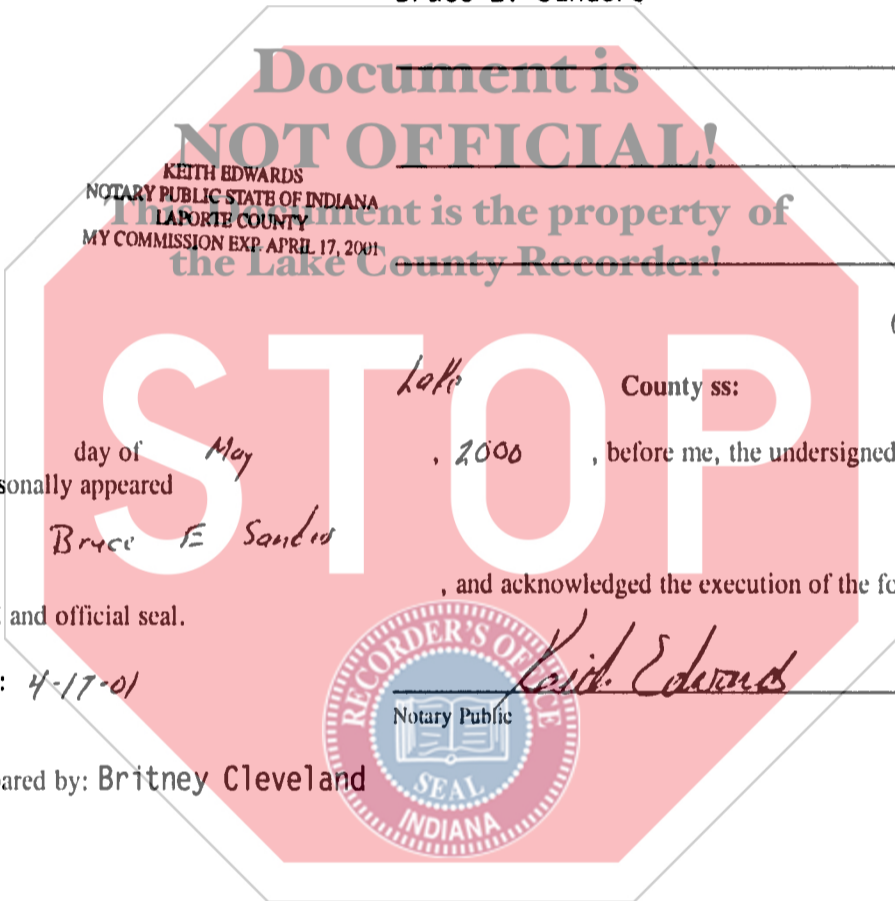 Document is
NOT OFFICIAL!
This Document is the property of
the Lake County Recorder!
STOP
KEITH EDWARDS
NOTARY PUBLIC STATE OF INDIANA
LAPORTE COUNTY
MY COMMISSION EXP. APRIL 17, 2001
Lake County ss:
day of May , 2000 , before me, the undersigned
sonally appeared
Bruce E Sanders
, and acknowledged the execution of the fo
and official seal.
: 4-17-01
Keith Edwards
Notary Public
ared by: Britney Cleveland
RECORDER'S OFFICE
SEAL
INDIANA